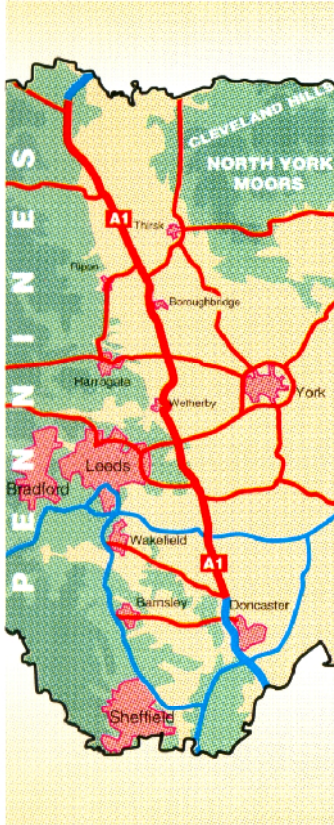 CLEVELAND HILLS
NORTH YORK
MOORS
PENNINES
A1
Thirsk
Ripon
Boroughbridge
Harrogate
York
Wetherby
Leeds
Bradford
Wakefield
A1
Barnsley
Doncaster
Sheffield